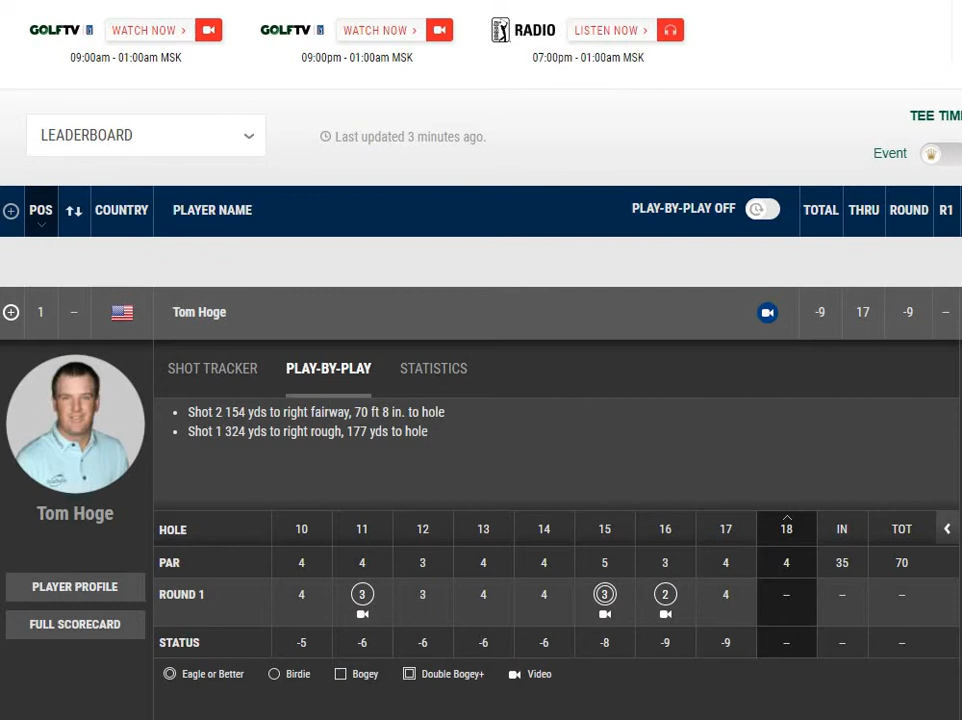 GOLFTV WATCH NOW › GOLFTV WATCH NOW › RADIO LISTEN NOW ›
09:00am - 01:00am MSK 09:00pm - 01:00am MSK 07:00pm - 01:00am MSK
TEE TIM
LEADERBOARD Last updated 3 minutes ago.
Event
POS COUNTRY PLAYER NAME PLAY-BY-PLAY OFF TOTAL THRU ROUND R1
1 – Tom Hoge -9 17 -9 –
SHOT TRACKER PLAY-BY-PLAY STATISTICS
• Shot 2 154 yds to right fairway, 70 ft 8 in. to hole
• Shot 1 324 yds to right rough, 177 yds to hole
Tom Hoge
PLAYER PROFILE
FULL SCORECARD
HOLE 10 11 12 13 14 15 16 17 18 IN TOT
PAR 4 4 3 4 4 5 3 4 4 35 70
ROUND 1 4 3 3 4 4 3 2 4 – – –
STATUS -5 -6 -6 -6 -6 -8 -9 -9 – – –
Eagle or Better Birdie Bogey Double Bogey+ Video